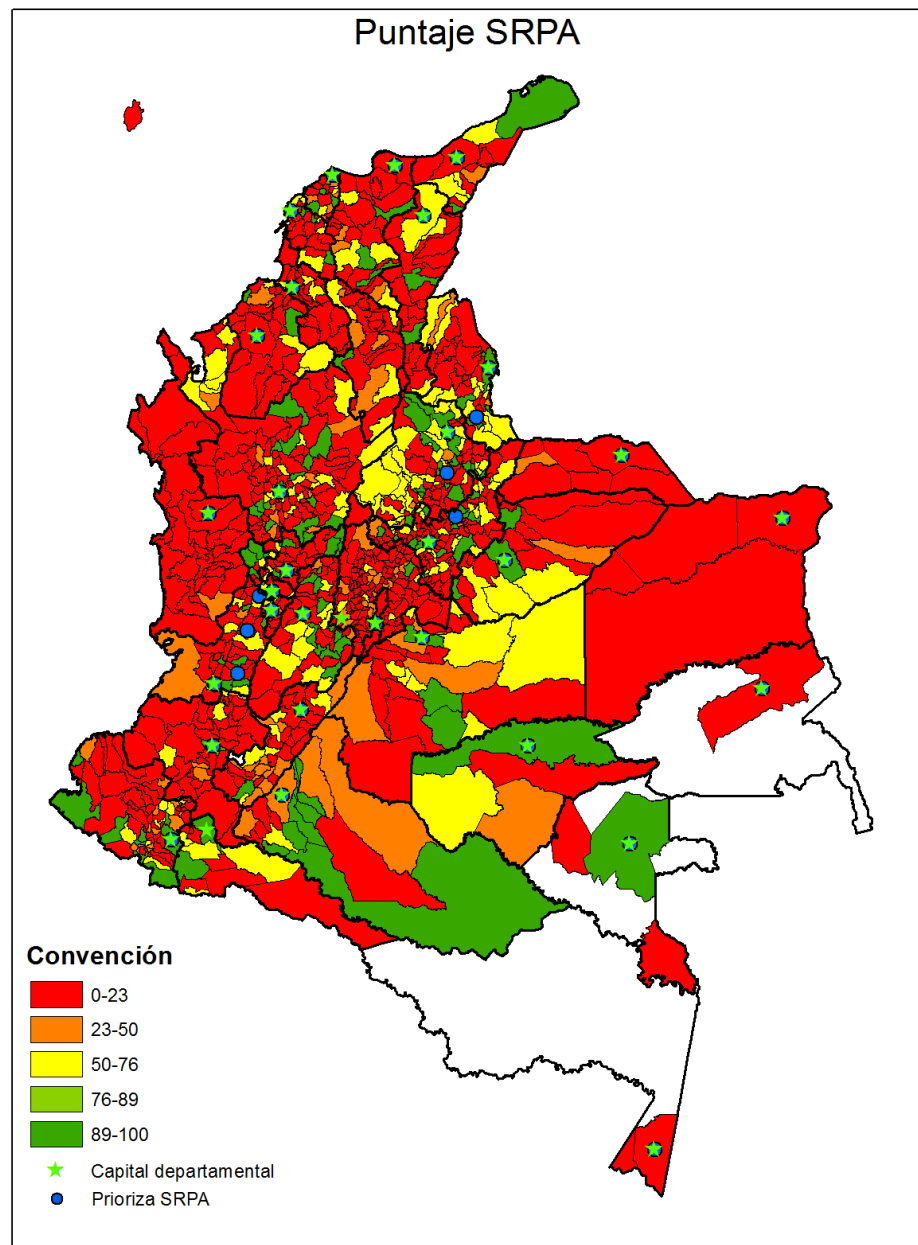 Puntaje SRPA
Convención
0-23
23-50
50-76
76-89
89-100
Capital departamental
Prioriza SRPA